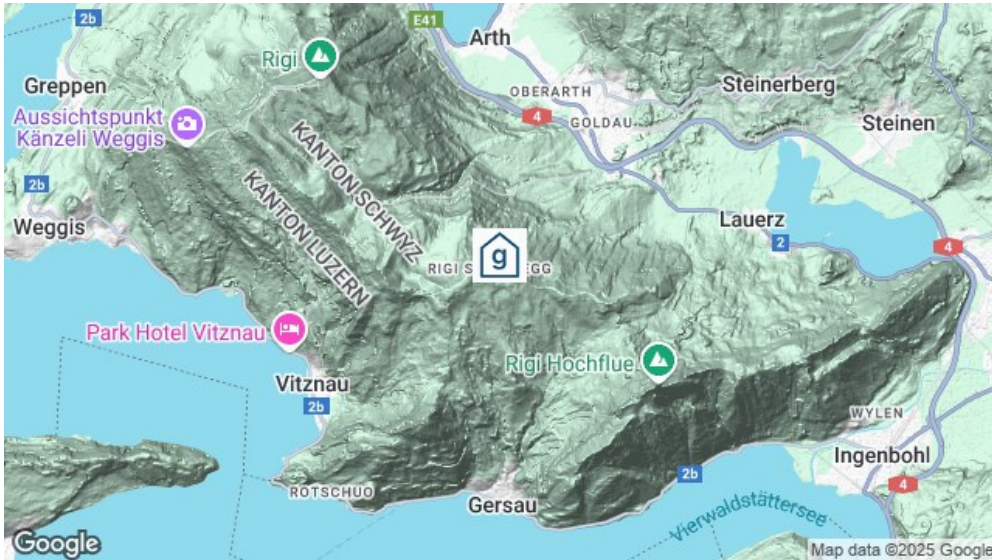 2b
E41
Arth
Rigi
Greppen
OBERARTH
Steinerberg
4
GOLDAU
Steinen
Aussichtspunkt
Känzeli Weggis
KANTON SCHWYZ
KANTON LUZERN
2b
Weggis
Lauerz
2
4
g
RIGI
EGG
Park Hotel Vitznau
Rigi Hochflue
Vitznau
2b
WYLEN
Ingenbohl
2b
4
ROTSCHUO
Gersau
Vierwaldstättersee
Google
Map data ©2025 Google